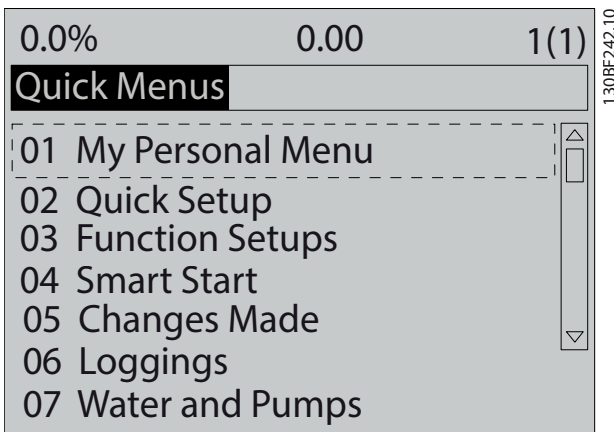 0.0% 0.00 1(1)
Quick Menus
01 My Personal Menu
02 Quick Setup
03 Function Setups
04 Smart Start
05 Changes Made
06 Loggings
07 Water and Pumps
130BF242.10